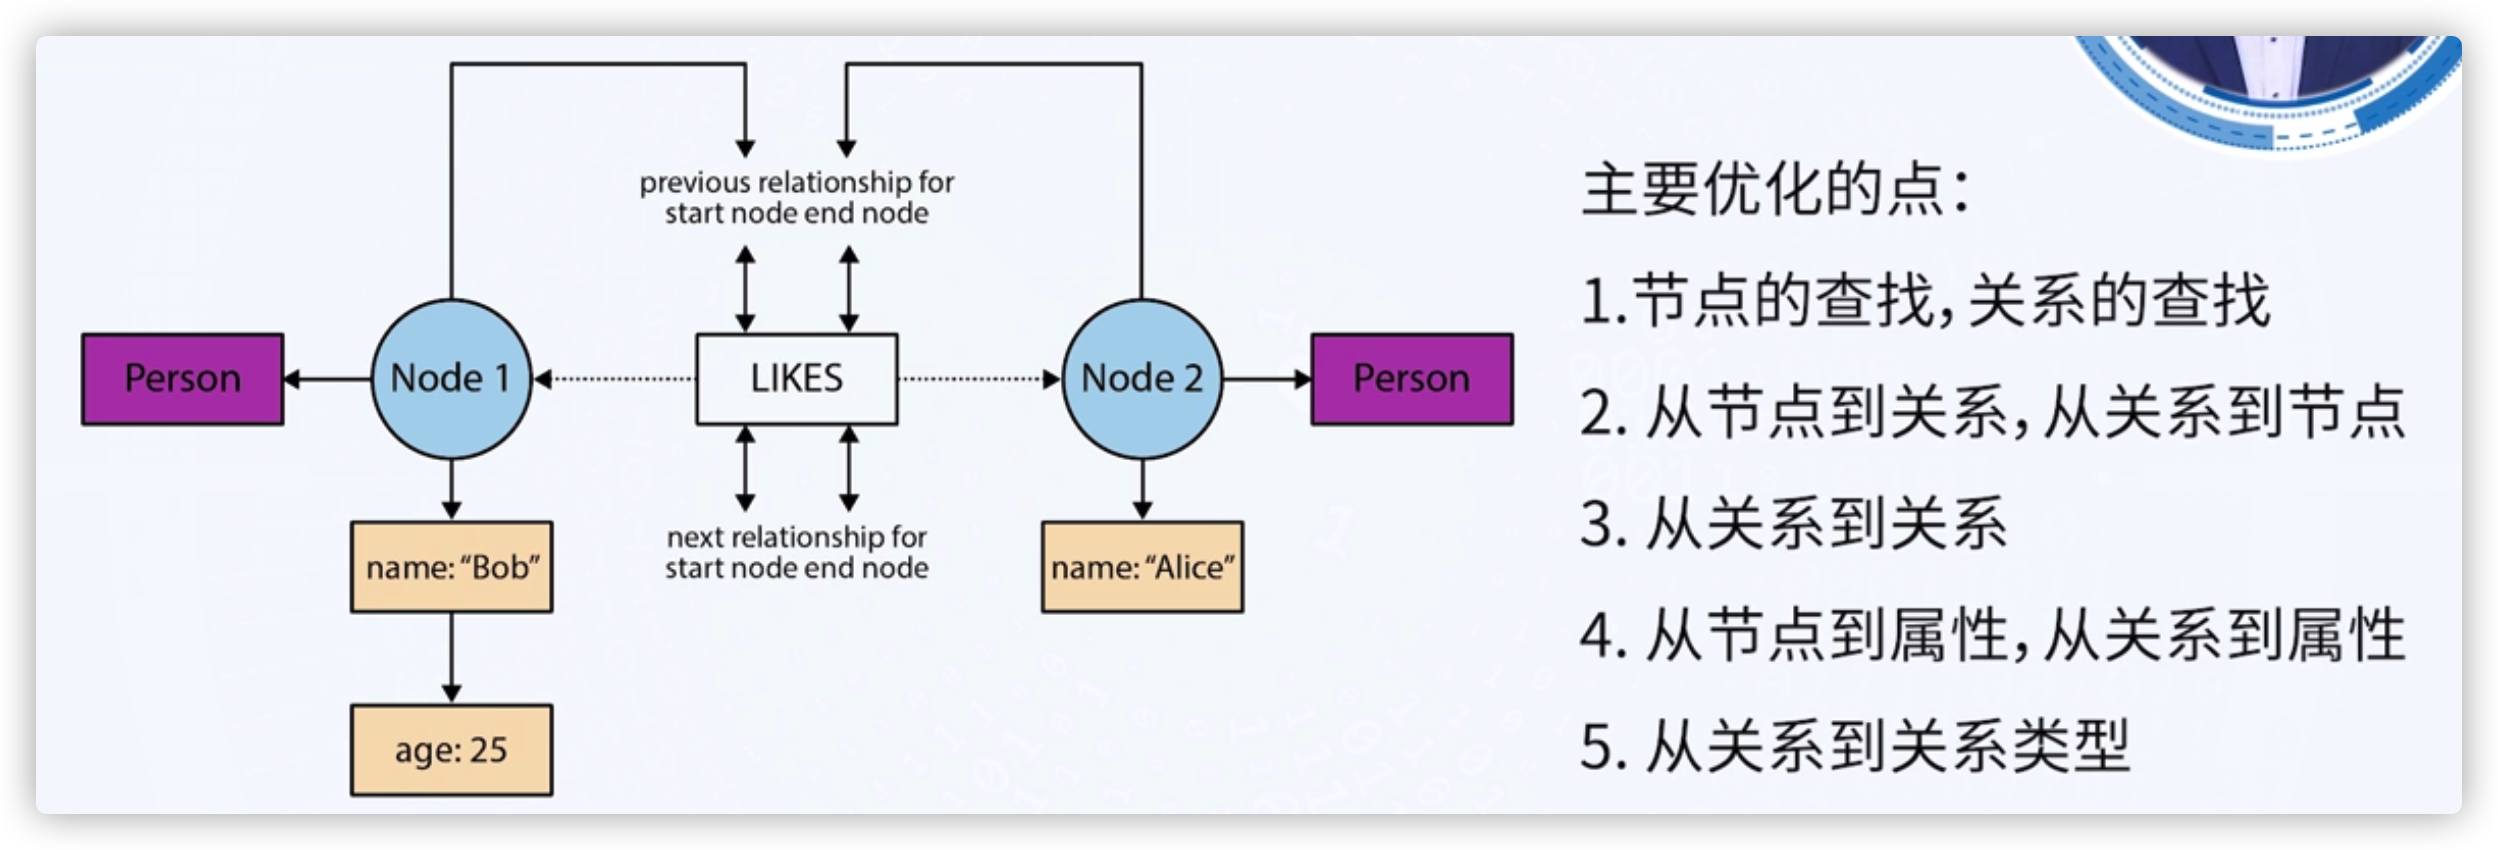 previous relationship for
start node end node
Person
Node 1
LIKES
Node 2
Person
next relationship for
start node end node
name: “Bob”
name: “Alice”
age: 25
主要优化的点：
1.节点的查找，关系的查找
2. 从节点到关系，从关系到节点
3. 从关系到关系
4. 从节点到属性，从关系到属性
5. 从关系到关系类型